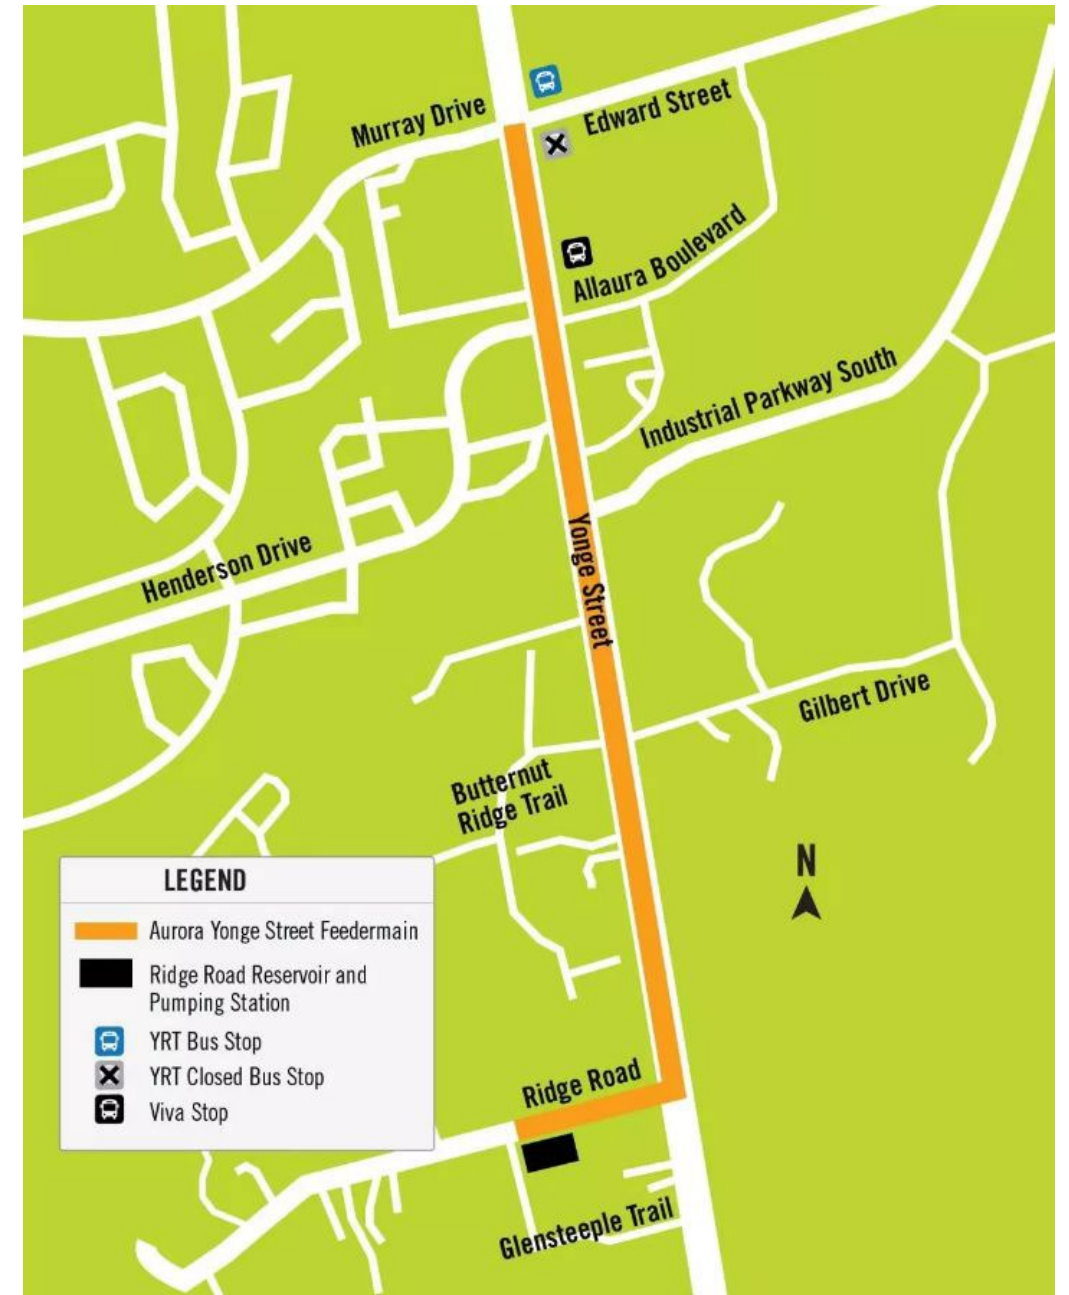 Murray Drive
Edward Street
Allaura Boulevard
Industrial Parkway South
Yonge Street
Henderson Drive
Gilbert Drive
Butternut
Ridge Trail
N
LEGEND
Aurora Yonge Street Feedermain
Ridge Road Reservoir and
Pumping Station
YRT Bus Stop
YRT Closed Bus Stop
Viva Stop
Ridge Road
Glensteeple Trail